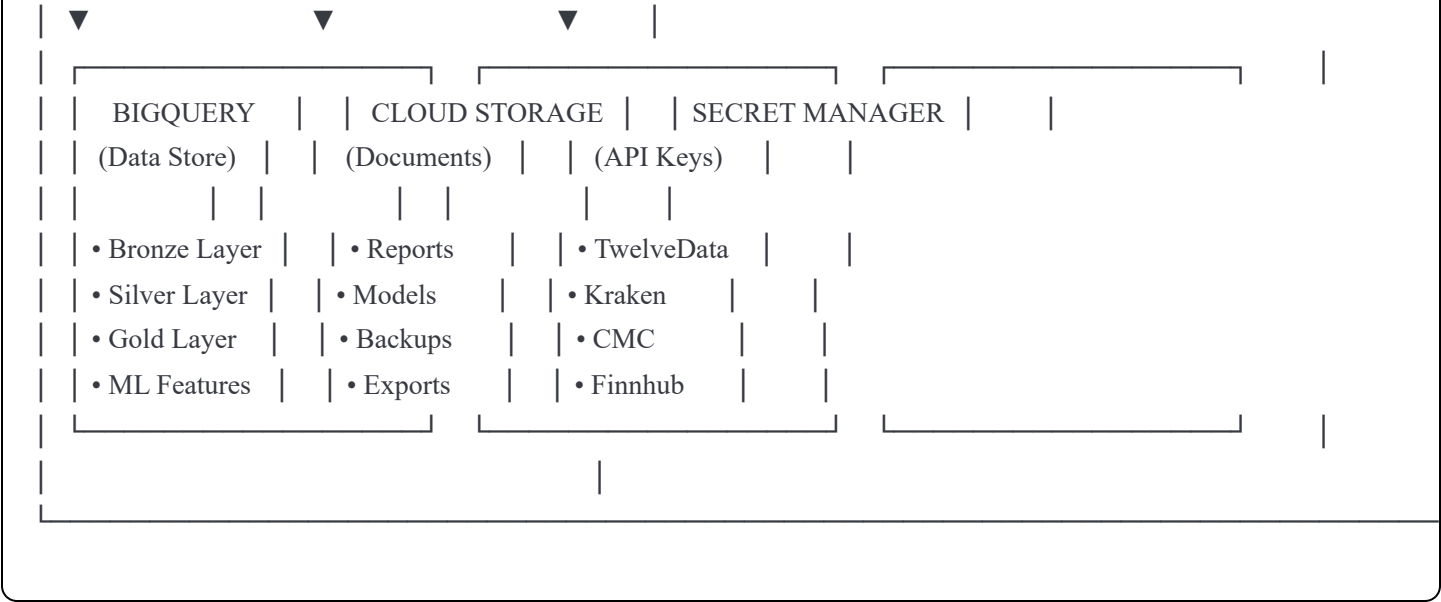 │ ▼ ▼ ▼ │
│ ┌──────────────────┐ ┌──────────────────┐ ┌──────────────────┐ │
│ │ BIGQUERY │ │ CLOUD STORAGE │ │ SECRET MANAGER │ │
│ │ (Data Store) │ │ (Documents) │ │ (API Keys) │ │
│ │ │ │ │ │ │ │
│ │ • Bronze Layer │ │ • Reports │ │ • TwelveData │ │
│ │ • Silver Layer │ │ • Models │ │ • Kraken │ │
│ │ • Gold Layer │ │ • Backups │ │ • CMC │ │
│ │ • ML Features │ │ • Exports │ │ • Finnhub │ │
│ └──────────────────┘ └──────────────────┘ └──────────────────┘ │
│ │
└──────────────────────────────────────────────────────────────────────